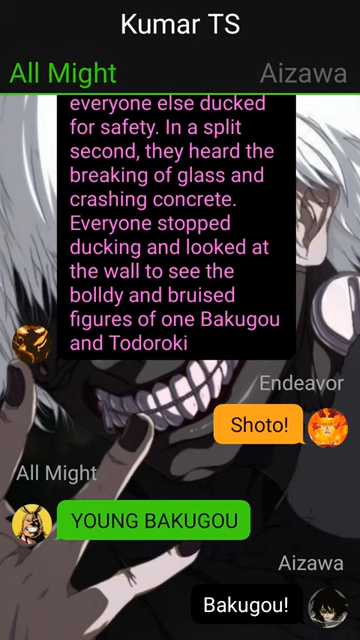 Kumar TS
All Might
Aizawa
everyone else ducked
for safety. In a split
second, they heard the
breaking of glass and
crashing concrete.
Everyone stopped
ducking and looked at
the wall to see the
bolldy and bruised
figures of one Bakugou
and Todoroki
Endeavor
Shoto!
All Might
YOUNG BAKUGOU
Aizawa
Bakugou!